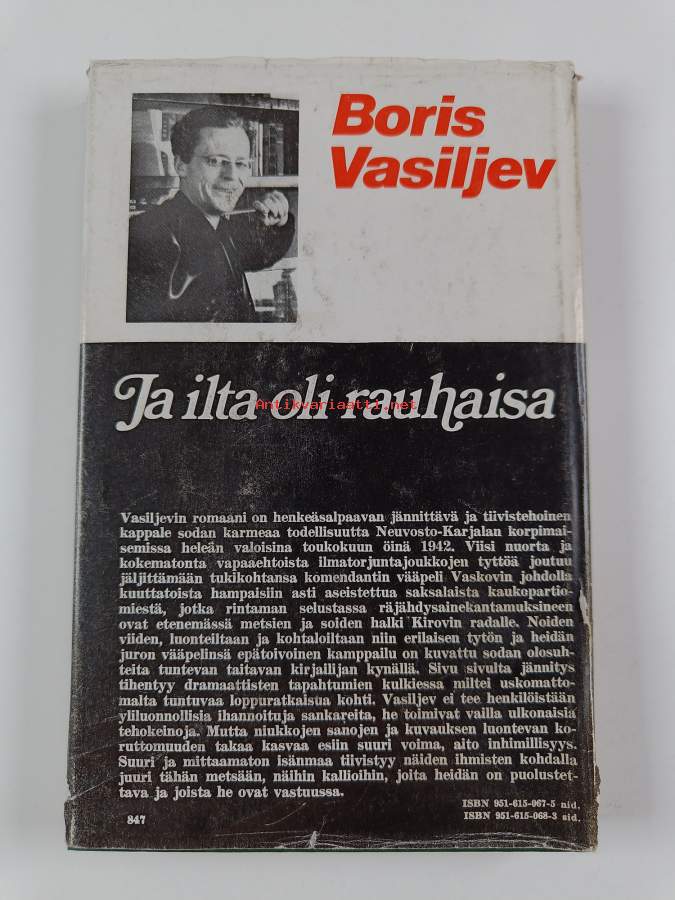 Boris
Vasiljev
Ja ilta oli rauhaisa
Antikvariaatti.net
Vasiljevin romaani on henkeäsalpaavan jännittävä ja tiivistehoinen
kappale sodan karmeaa todellisuutta Neuvosto-Karjalan korpimai-
semissa heleän valoisina toukokuun öinä 1942. Viisi nuorta ja
kokematonta vapaaehtoista ilmatorjuntajoukkojen tyttöä joutuu
jäljittämään tukikohtansa komendantin vääpeli Vaskovin johdolla
kuuttatoista hampaisiin asti aseistettua saksalaista kaukopartio-
miestä, jotka rintaman selustassa räjähdysainekantamuksineen
ovat etenemässä metsien ja soiden halki Kirovin radalle. Noiden
viiden, luonteiltaan ja kohtaloiltaan niin erilaisen tytön ja heidän
juron vääpelinsä epätoivoinen kamppailu on kuvattu sodan olosuh-
teita tuntevan taitavan kirjailijan kynällä. Sivu sivulta jännitys
tihentyy dramaattisten tapahtumien kulkiessa miltei uskomatto-
malta tuntuvaa loppuratkaisua kohti. Vasiljev ei tee henkilöistään
yliluonnollisia ihannoituja sankareita, he toimivat vailla ulkonaisia
tehokeinoja. Mutta niukkojen sanojen ja kuvauksen luontevan ko-
ruttomuuden takaa kasvaa esiin suuri voima, aito inhimillisyys.
Suuri ja mittaamaton isänmaa tiivistyy näiden ihmisten kohdalla
juuri tähän metsään, näihin kallioihin, joita heidän on puolustet-
tava ja joista he ovat vastuussa.
ISBN 951-615-067-5 nid.
ISBN 951-615-068-3 sid.
847